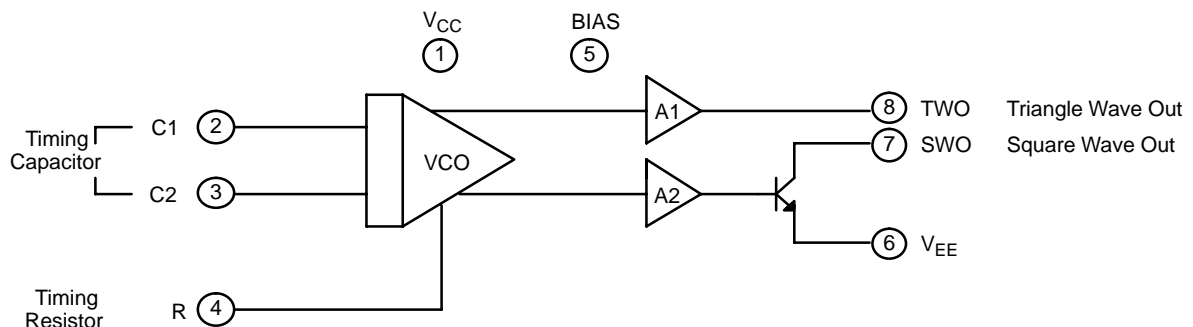 VCC
1
BIAS
5
Timing
Capacitor
C1
2
C2
3
VCO
A1
A2
8 TWO Triangle Wave Out
7 SWO Square Wave Out
6 VEE
Timing
Resistor
R
4